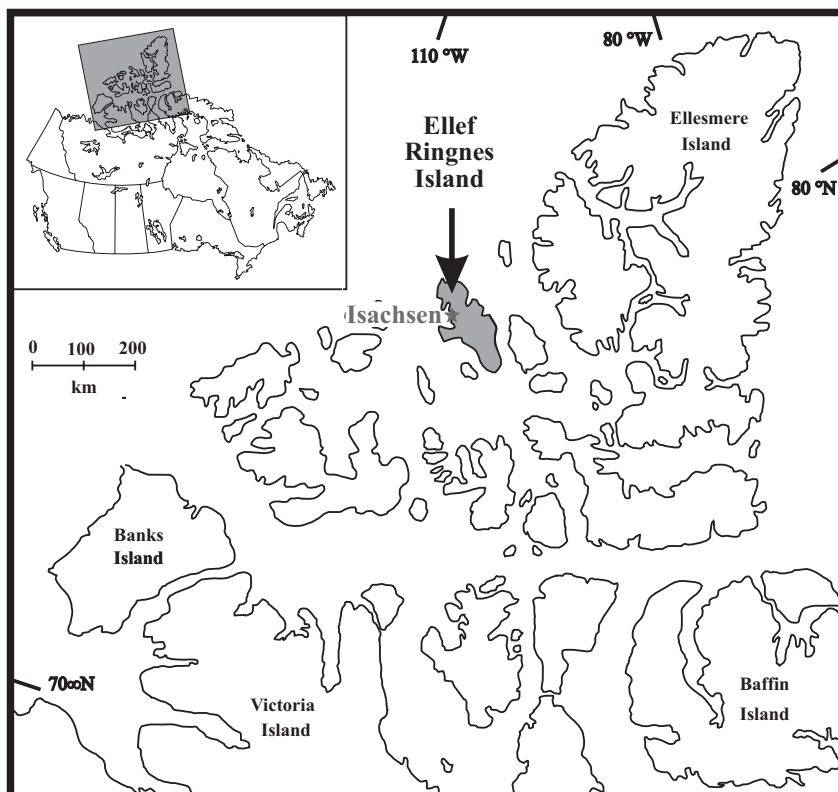 110 °W
80 °W
Ellef
Ringnes
Island
Ellesmere
Island
80 °N
Isachsen
0 100 200
km
Banks
Island
70∞N
Victoria
Island
Baffin
Island